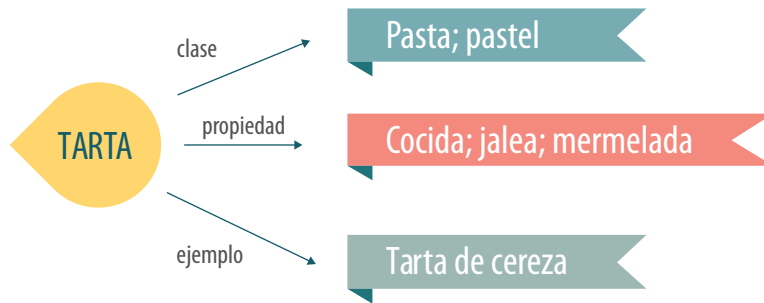 clase
Pasta; pastel
TARTA
propiedad
Cocida; jalea; mermelada
ejemplo
Tarta de cereza